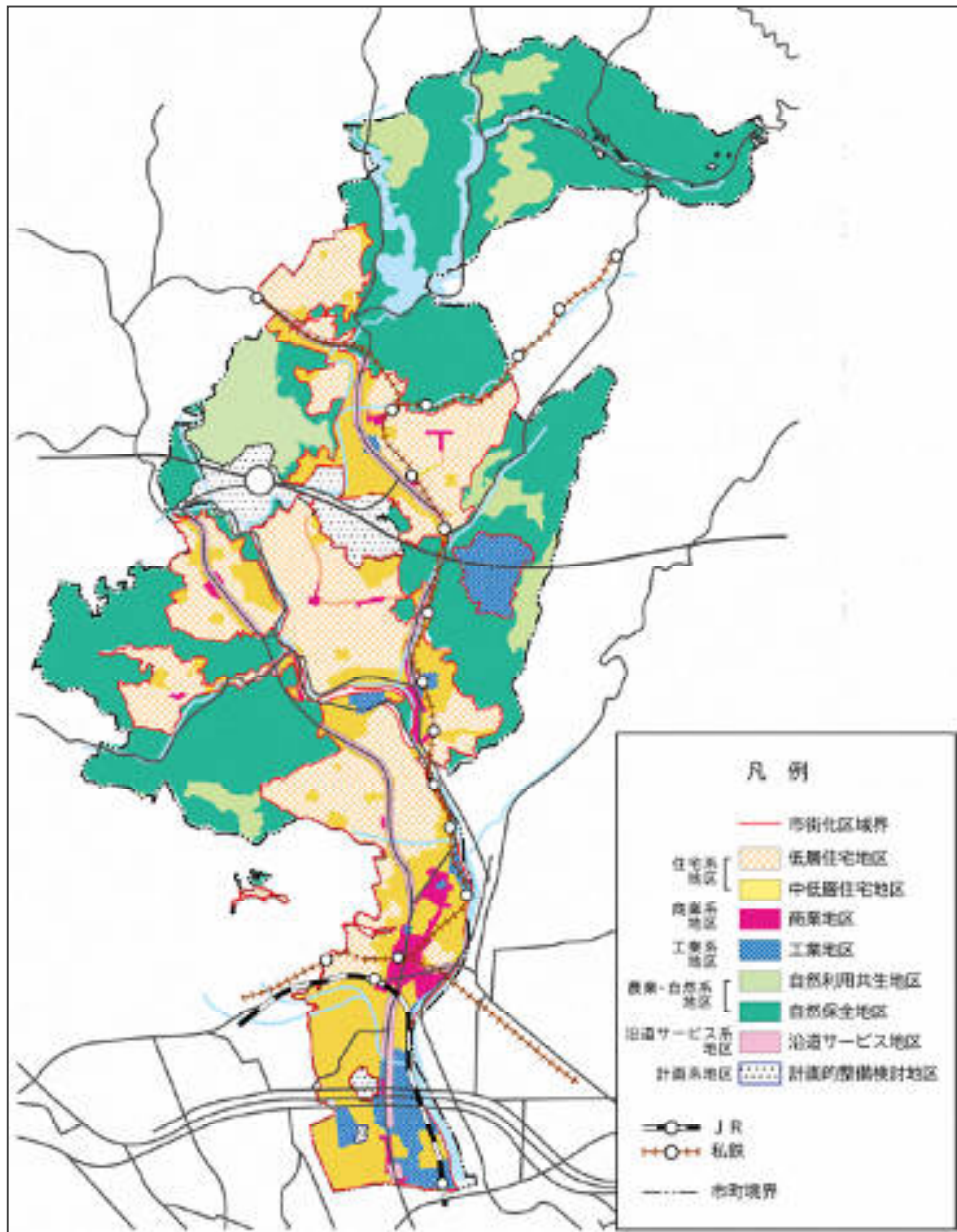 凡 例
市街化区域界
住宅系
地区
低層住宅地区
中低層住宅地区
商業系
地区
商業地区
工業系
地区
工業地区
農業・自然系
地区
自然利用共生地区
自然保全地区
沿道サービス系
地区
沿道サービス地区
計画系地区
計画的整備検討地区
JR
私鉄
市町境界